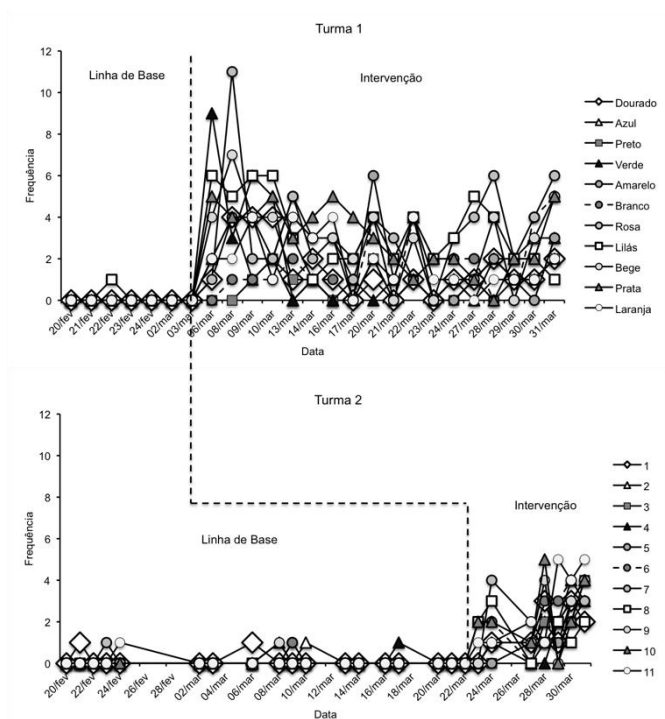 Turma 1
12
10
8
6
4
2
0
Frequência
Linha de Base
Intervenção
20/fev
21/fev
22/fev
23/fev
24/fev
02/mar
03/mar
06/mar
08/mar
09/mar
10/mar
13/mar
14/mar
16/mar
17/mar
20/mar
21/mar
22/mar
23/mar
24/mar
27/mar
28/mar
29/mar
30/mar
31/mar
Data
Dourado
Azul
Preto
Verde
Amarelo
Branco
Rosa
Lilás
Bege
Prata
Laranja
Turma 2
12
10
8
6
4
2
0
Frequência
Linha de Base
Intervenção
20/fev
22/fev
24/fev
26/fev
28/fev
02/mar
04/mar
06/mar
08/mar
10/mar
12/mar
14/mar
16/mar
18/mar
20/mar
22/mar
24/mar
26/mar
28/mar
30/mar
Data
1
2
3
4
5
6
7
8
9
10
11